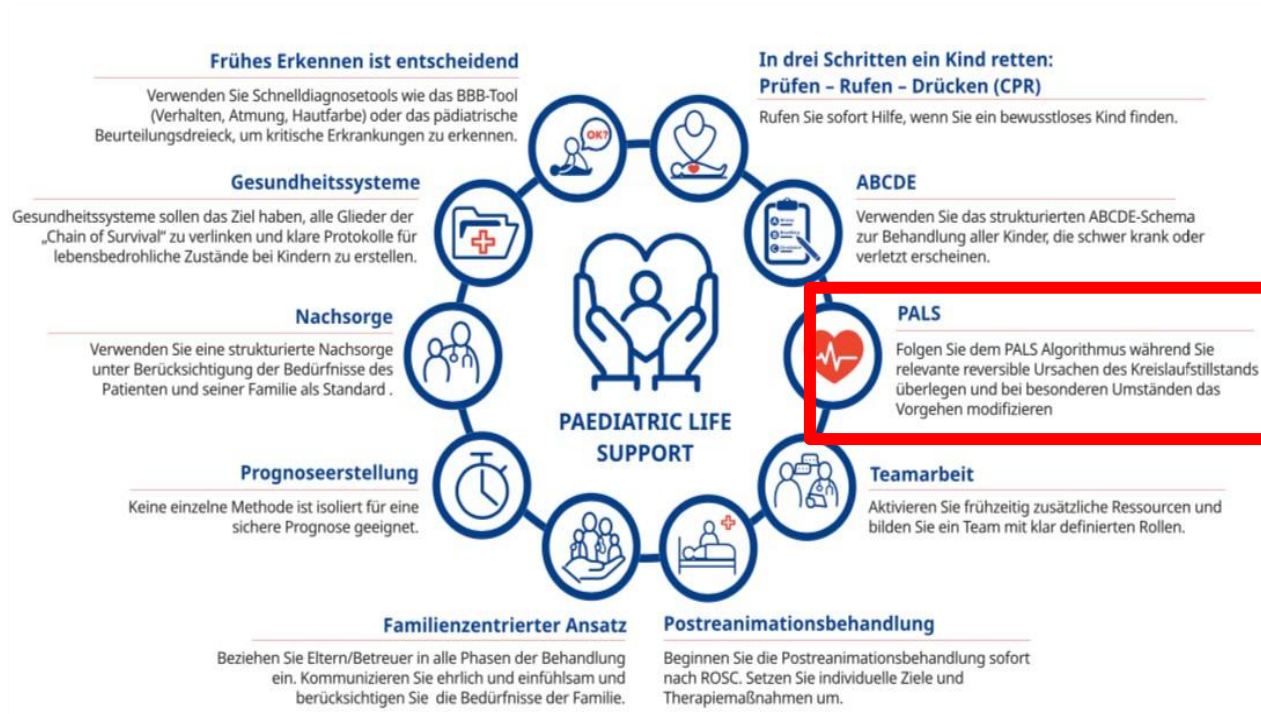 Frühes Erkennen ist entscheidend
Verwenden Sie Schnelldiagnosetools wie das BBB-Tool
(Verhalten, Atmung, Hautfarbe) oder das pädiatrische
Beurteilungsdreieck, um kritische Erkrankungen zu erkennen.
OK?
In drei Schritten ein Kind retten:
Prüfen – Rufen – Drücken (CPR)
Rufen Sie sofort Hilfe, wenn Sie ein bewusstloses Kind finden.
Gesundheitssysteme
Gesundheitssysteme sollen das Ziel haben, alle Glieder der
„Chain of Survival“ zu verlinken und klare Protokolle für
lebensbedrohliche Zustände bei Kindern zu erstellen.
ABCDE
Verwenden Sie das strukturierten ABCDE-Schema
zur Behandlung aller Kinder, die schwer krank oder
verletzt erscheinen.
Nachsorge
Verwenden Sie eine strukturierte Nachsorge
unter Berücksichtigung der Bedürfnisse des
Patienten und seiner Familie als Standard .
PALS
Folgen Sie dem PALS Algorithmus während Sie
relevante reversible Ursachen des Kreislaufstillstands
überlegen und bei besonderen Umständen das
Vorgehen modifizieren
PAEDIATRIC LIFE
SUPPORT
Prognoseerstellung
Keine einzelne Methode ist isoliert für eine
sichere Prognose geeignet.
Teamarbeit
Aktivieren Sie frühzeitig zusätzliche Ressourcen und
bilden Sie ein Team mit klar definierten Rollen.
Familienzentrierter Ansatz
Beziehen Sie Eltern/Betreuer in alle Phasen der Behandlung
ein. Kommunizieren Sie ehrlich und einfühlsam und
berücksichtigen Sie die Bedürfnisse der Familie.
Postreanimationsbehandlung
Beginnen Sie die Postreanimationsbehandlung sofort
nach ROSC. Setzen Sie individuelle Ziele und
Therapiemaßnahmen um.